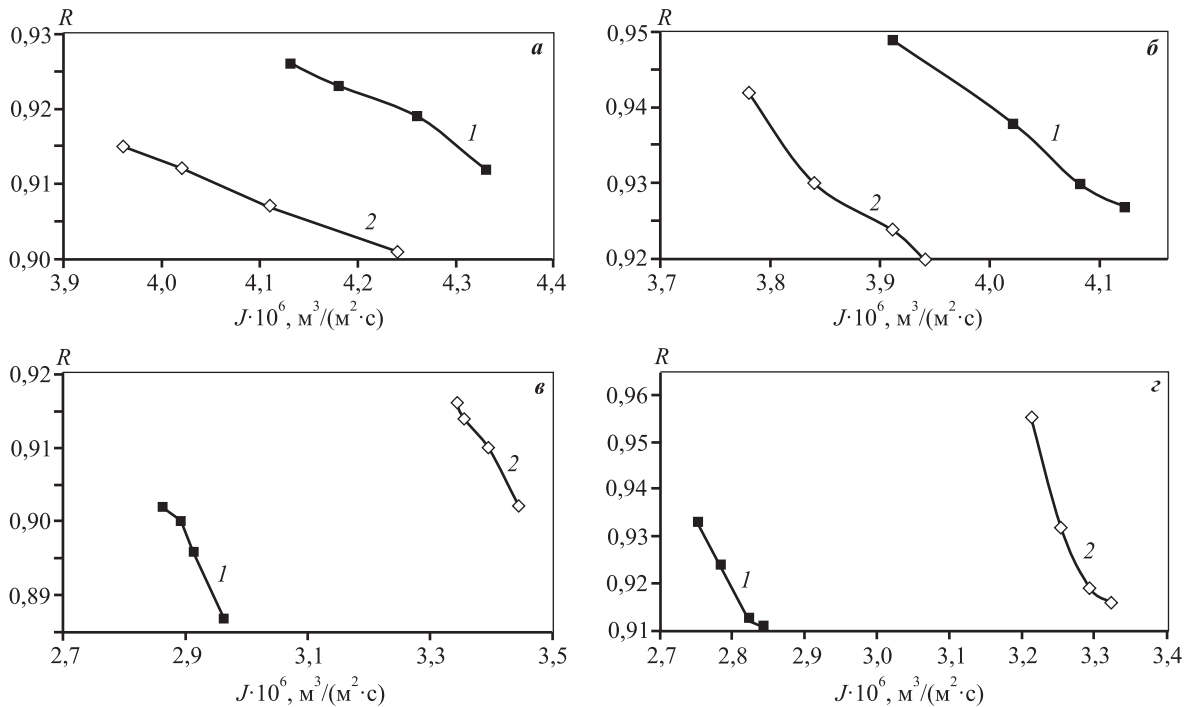 R
0,93
0,92
0,91
0,90
а
1
2
3,9 4,0 4,1 4,2 4,3 4,4
J·10⁶, м³/(м²·с)
R
0,95
0,94
0,93
0,92
б
1
2
3,7 3,8 3,9 4,0 4,1
J·10⁶, м³/(м²·с)
R
0,92
0,91
0,90
0,89
в
2
1
2,7 2,9 3,1 3,3 3,5
J·10⁶, м³/(м²·с)
R
0,96
0,95
0,94
0,93
0,92
0,91
г
2
1
2,7 2,8 2,9 3,0 3,1 3,2 3,3 3,4
J·10⁶, м³/(м²·с)